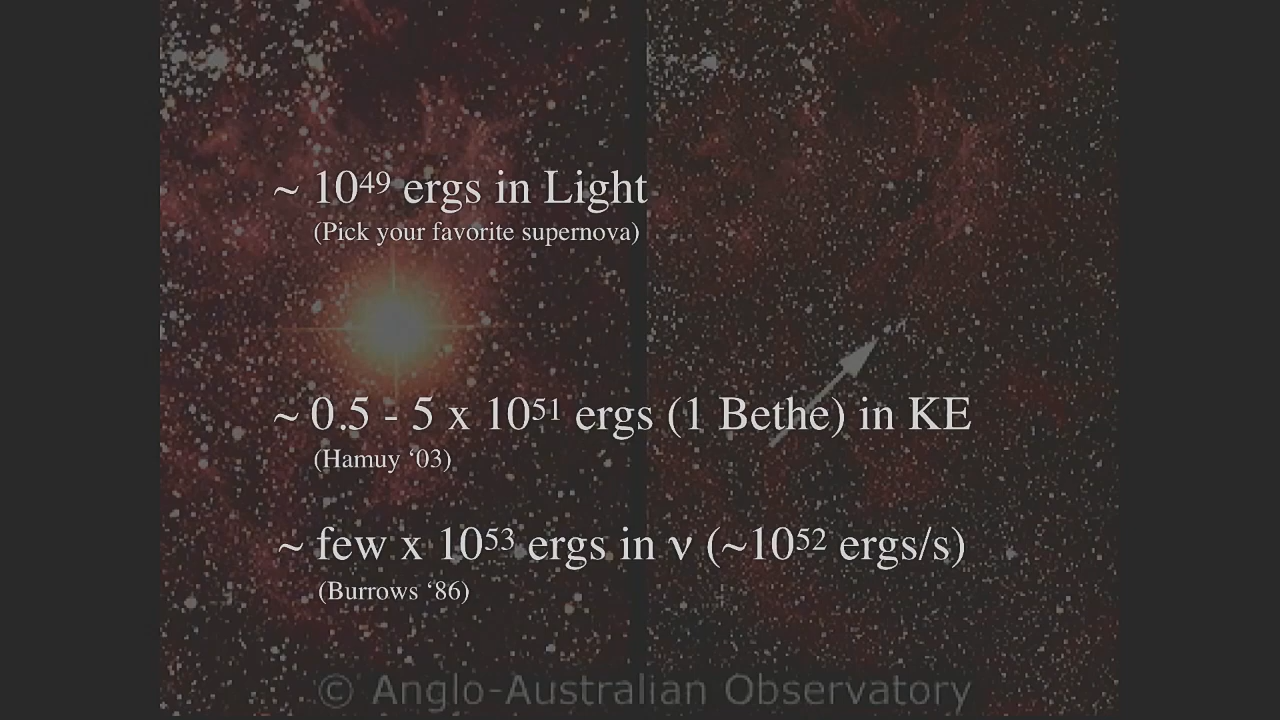 ~ 10⁴⁹ ergs in Light
(Pick your favorite supernova)
~ 0.5 - 5 x 10⁵¹ ergs (1 Bethe) in KE
(Hamuy ‘03)
~ few x 10⁵³ ergs in ν (~10⁵² ergs/s)
(Burrows ‘86)
© Anglo-Australian Observatory